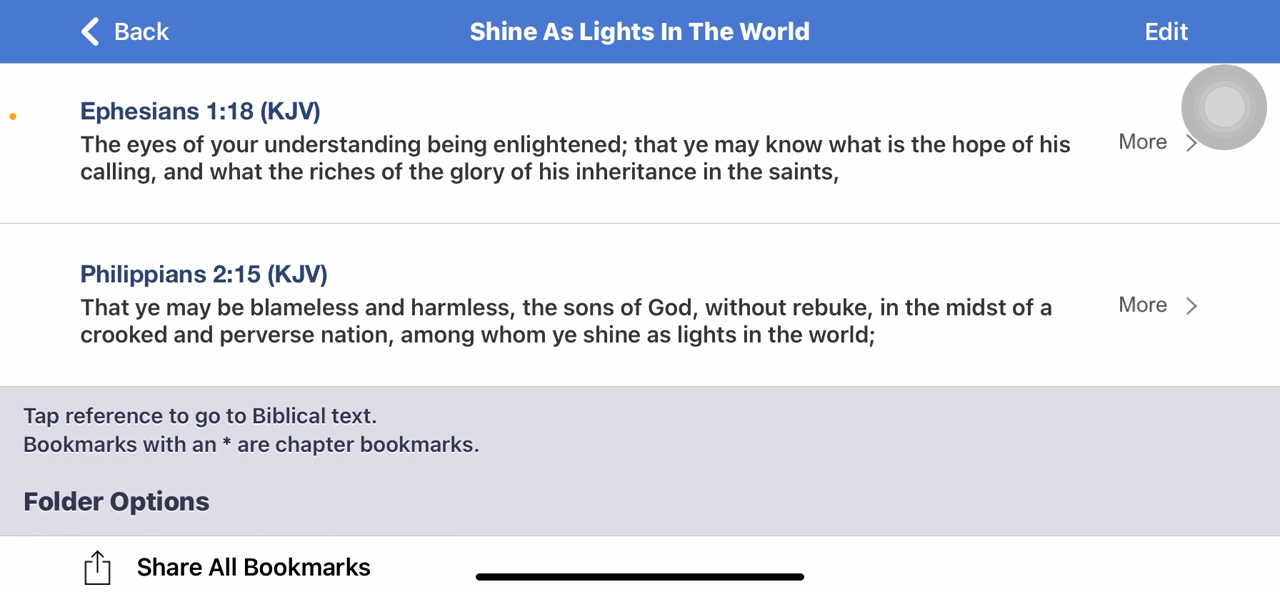 Back
Shine As Lights In The World
Edit
Ephesians 1:18 (KJV)
The eyes of your understanding being enlightened; that ye may know what is the hope of his
calling, and what the riches of the glory of his inheritance in the saints,
More
Philippians 2:15 (KJV)
That ye may be blameless and harmless, the sons of God, without rebuke, in the midst of a
crooked and perverse nation, among whom ye shine as lights in the world;
More
Tap reference to go to Biblical text.
Bookmarks with an * are chapter bookmarks.
Folder Options
Share All Bookmarks